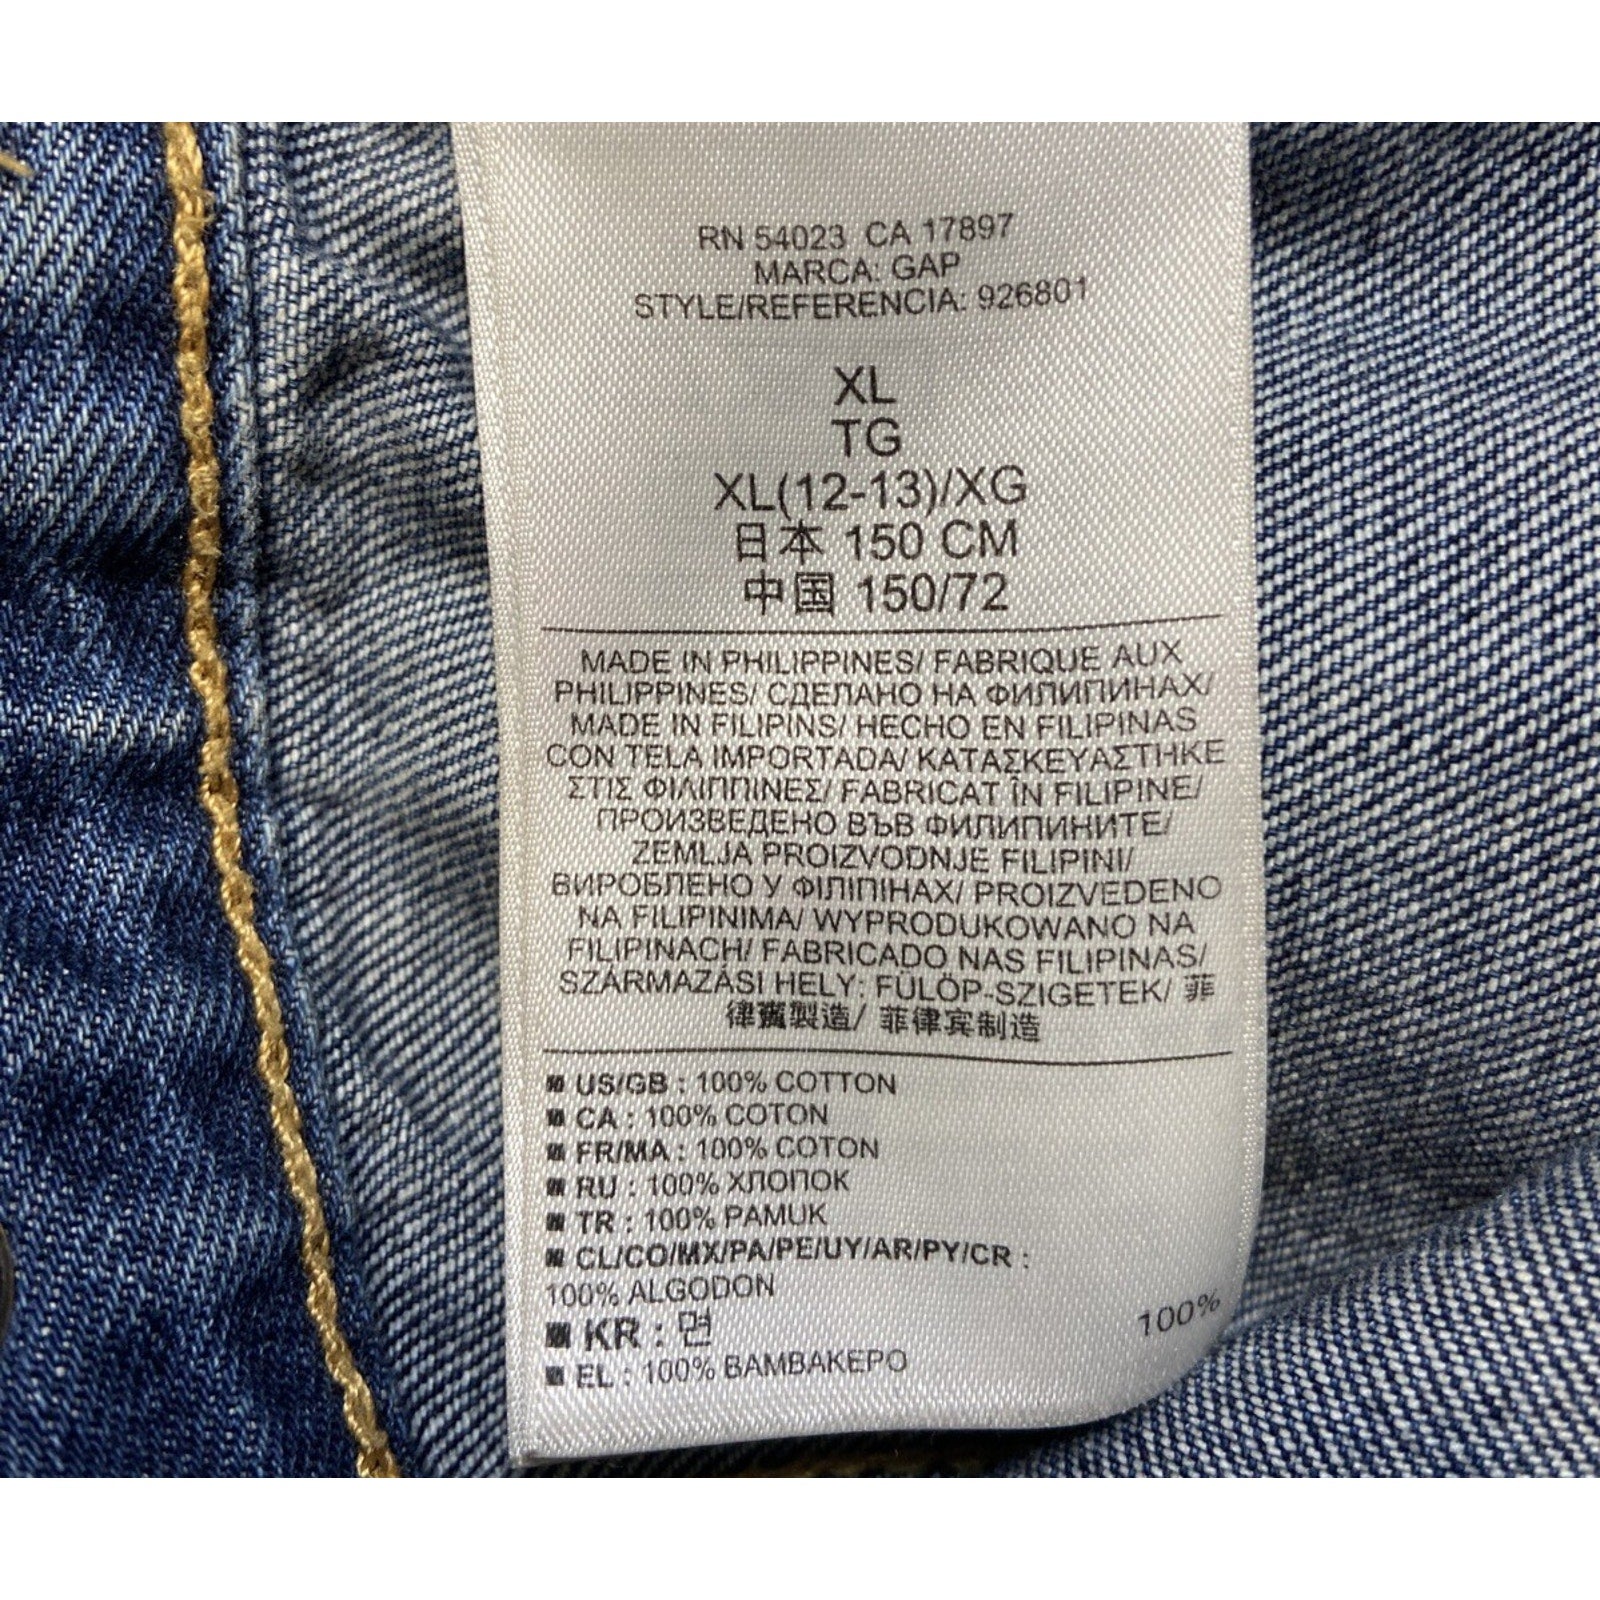 RN 54023 CA 17897
MARCA: GAP
STYLE/REFERENCIA: 926801
XL
TG
XL(12-13)/XG
日本 150 CM
中国 150/72
MADE IN PHILIPPINES/ FABRIQUE AUX
PHILIPPINES/ СДЕЛАНО НА ФИЛИПИНАХ/
MADE IN FILIPINS/ HECHO EN FILIPINAS
CON TELA IMPORTADA/ ΚΑΤΑΣΚΕΥΑΣΤΗΚΕ
ΣΤΙΣ ΦΙΛΙΠΠΙΝΕΣ/ FABRICAT ÎN FILIPINE/
ПРОИЗВЕДЕНО ВЪВ ФИЛИПИНИТЕ/
ZEMLJA PROIZVODNJE FILIPINI/
ВИРОБЛЕНО У ФІЛІПІНАХ/ PROIZVEDENO
NA FILIPINIMA/ WYPRODUKOWANO NA
FILIPINACH/ FABRICADO NAS FILIPINAS/
SZÁRMAZÁSI HELY: FÜLÖP-SZIGETEK/ 菲
律賓製造/ 菲律宾制造
US/GB : 100% COTTON
CA : 100% COTON
FR/MA : 100% COTON
RU : 100% ХЛОПОК
TR : 100% PAMUK
CL/CO/MX/PA/PE/UY/AR/PY/CR :
100% ALGODON
KR : 면 100%
EL : 100% ΒΑΜΒΑΚΕΡΟ